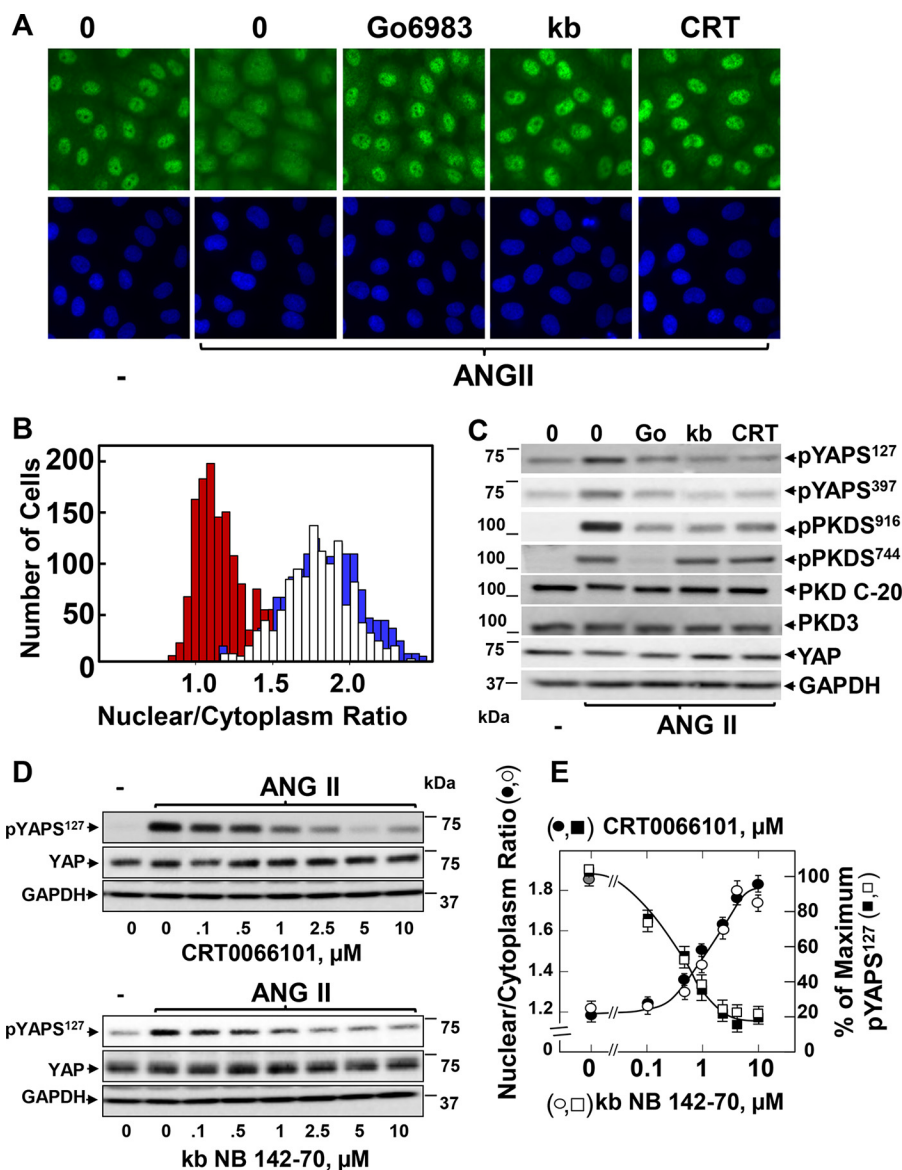 A
0 0 Go6983 kb CRT
- ANGII
B
Number of Cells
200
150
100
50
0
1.0 1.5 2.0
Nuclear/Cytoplasm Ratio
C
0 0 Go kb CRT
75 pYAPS127
75 pYAPS397
100 pPKDS916
100 pPKDS744
100 PKD C-20
100 PKD3
75 YAP
37 GAPDH
kDa - ANG II
D
- ANG II kDa
pYAPS127 75
YAP 75
GAPDH 37
0 0 .1 .5 1 2.5 5 10
CRT0066101, µM
- ANG II
pYAPS127 75
YAP 75
GAPDH 37
0 0 .1 .5 1 2.5 5 10
kb NB 142-70, µM
E
(●,■) CRT0066101, µM
Nuclear/Cytoplasm Ratio (●,○)
1.8
1.6
1.4
1.2
0
100
80
60
40
20
0
% of Maximum
pYAPS127 (■,□)
0 0.1 1 10
(○,□) kb NB 142-70, µM